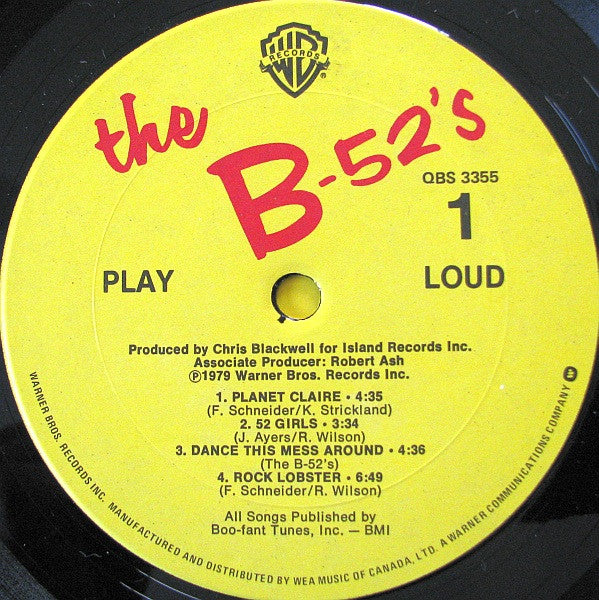 WB
RECORDS
®
the
B-52's
QBS 3355
1
PLAY
LOUD
Produced by Chris Blackwell for Island Records Inc.
Associate Producer: Robert Ash
℗1979 Warner Bros. Records Inc.
1. PLANET CLAIRE • 4:35
(F. Schneider/K. Strickland)
2. 52 GIRLS • 3:34
(J. Ayers/R. Wilson)
3. DANCE THIS MESS AROUND • 4:36
(The B-52's)
4. ROCK LOBSTER • 6:49
(F. Schneider/R. Wilson)
All Songs Published by
Boo-fant Tunes, Inc. — BMI
WARNER BROS. RECORDS INC. MANUFACTURED AND DISTRIBUTED BY WEA MUSIC OF CANADA, LTD. A WARNER COMMUNICATIONS COMPANY